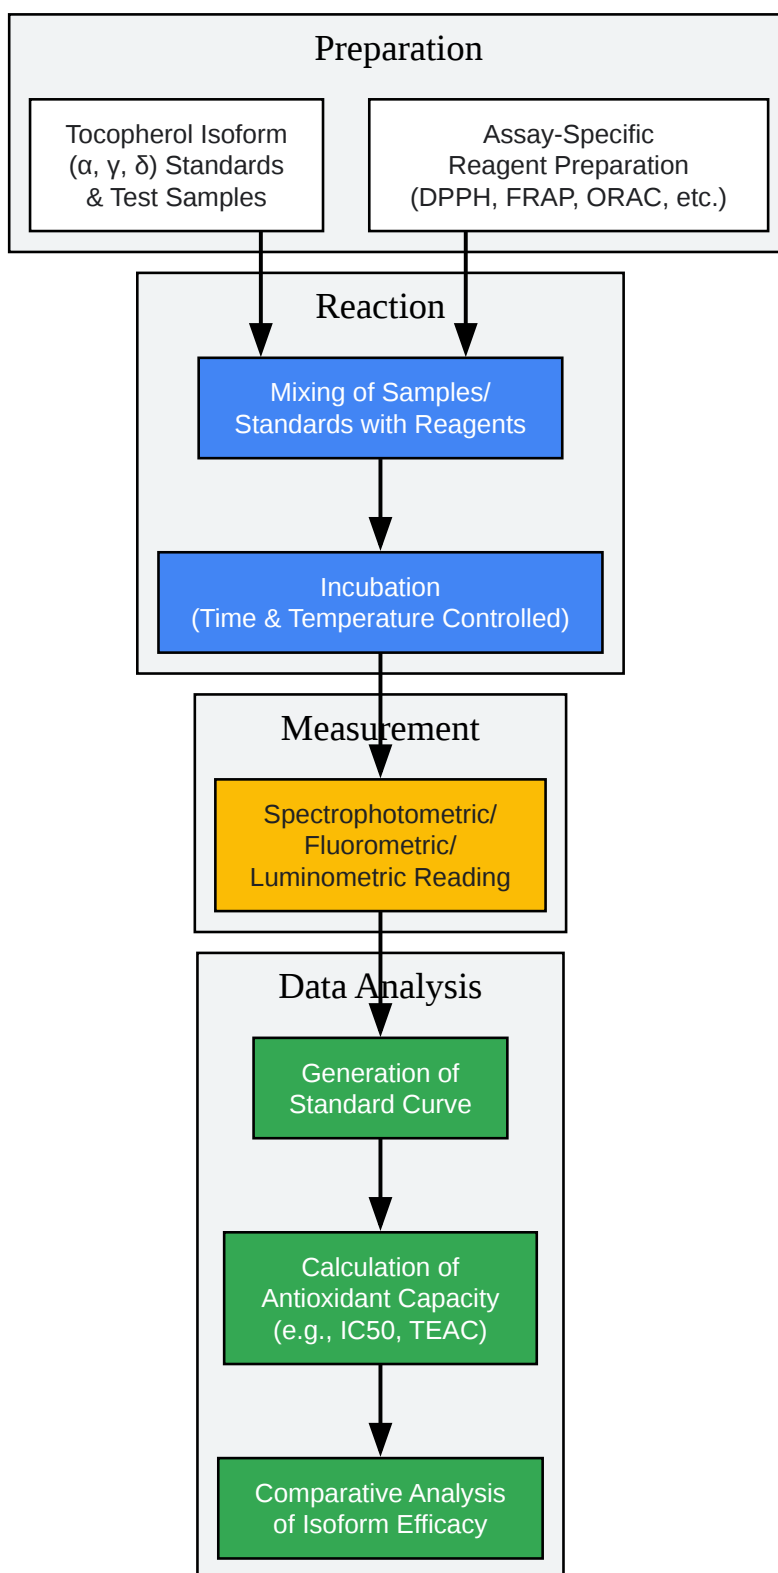 Preparation
Tocopherol Isoform
(α, γ, δ) Standards
& Test Samples
Assay-Specific
Reagent Preparation
(DPPH, FRAP, ORAC, etc.)
Reaction
Mixing of Samples/
Standards with Reagents
Incubation
(Time & Temperature Controlled)
Measurement
Spectrophotometric/
Fluorometric/
Luminometric Reading
Data Analysis
Generation of
Standard Curve
Calculation of
Antioxidant Capacity
(e.g., IC50, TEAC)
Comparative Analysis
of Isoform Efficacy